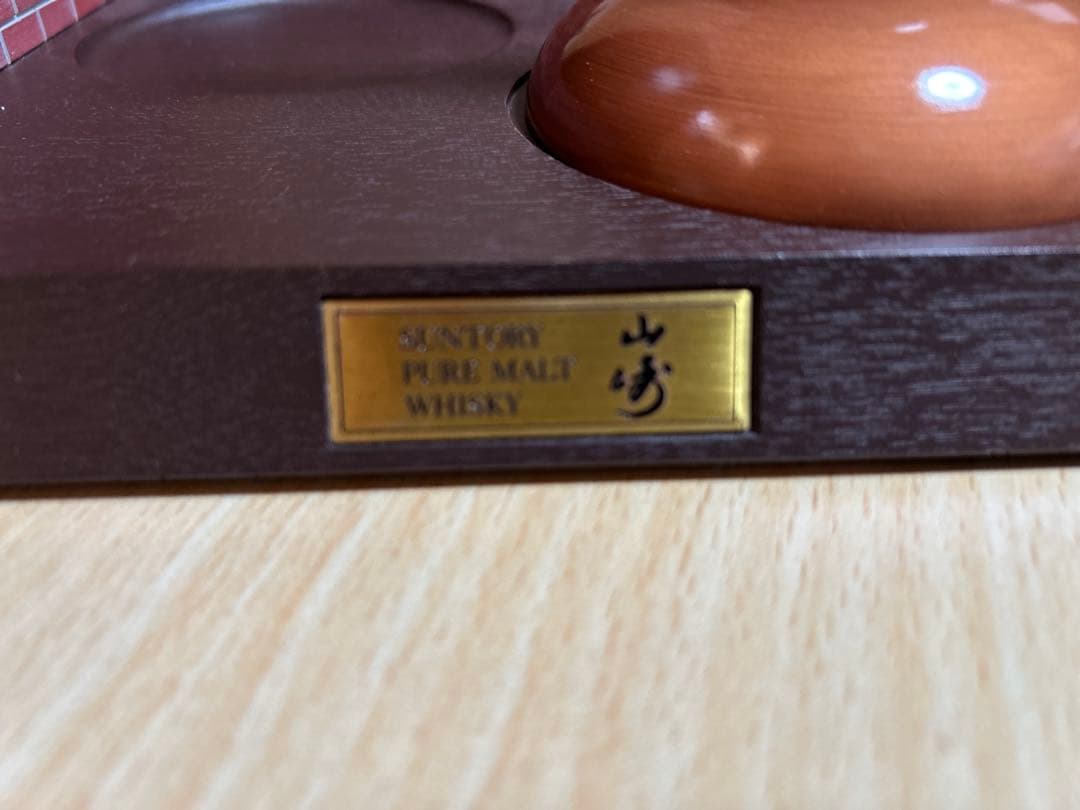 SUNTORY
PURE MALT
WHISKY
山崎